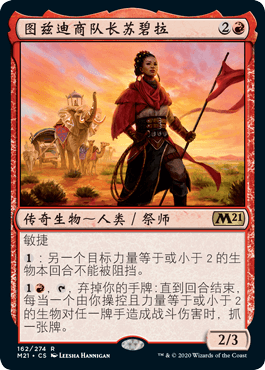 图兹迪商队长苏碧拉 2
传奇生物～人类／祭师 M21
敏捷
1：另一个目标力量等于或小于2的生
物本回合不能被阻挡。
1，，弃掉你的手牌：直到回合结束，
每当一个由你操控且力量等于或小于
2的生物对任一牌手造成战斗伤害时，抓
一张牌。
162/274 R
M21 • CS LEESHA HANNIGAN
2/3
™ & © 2020 Wizards of the Coast